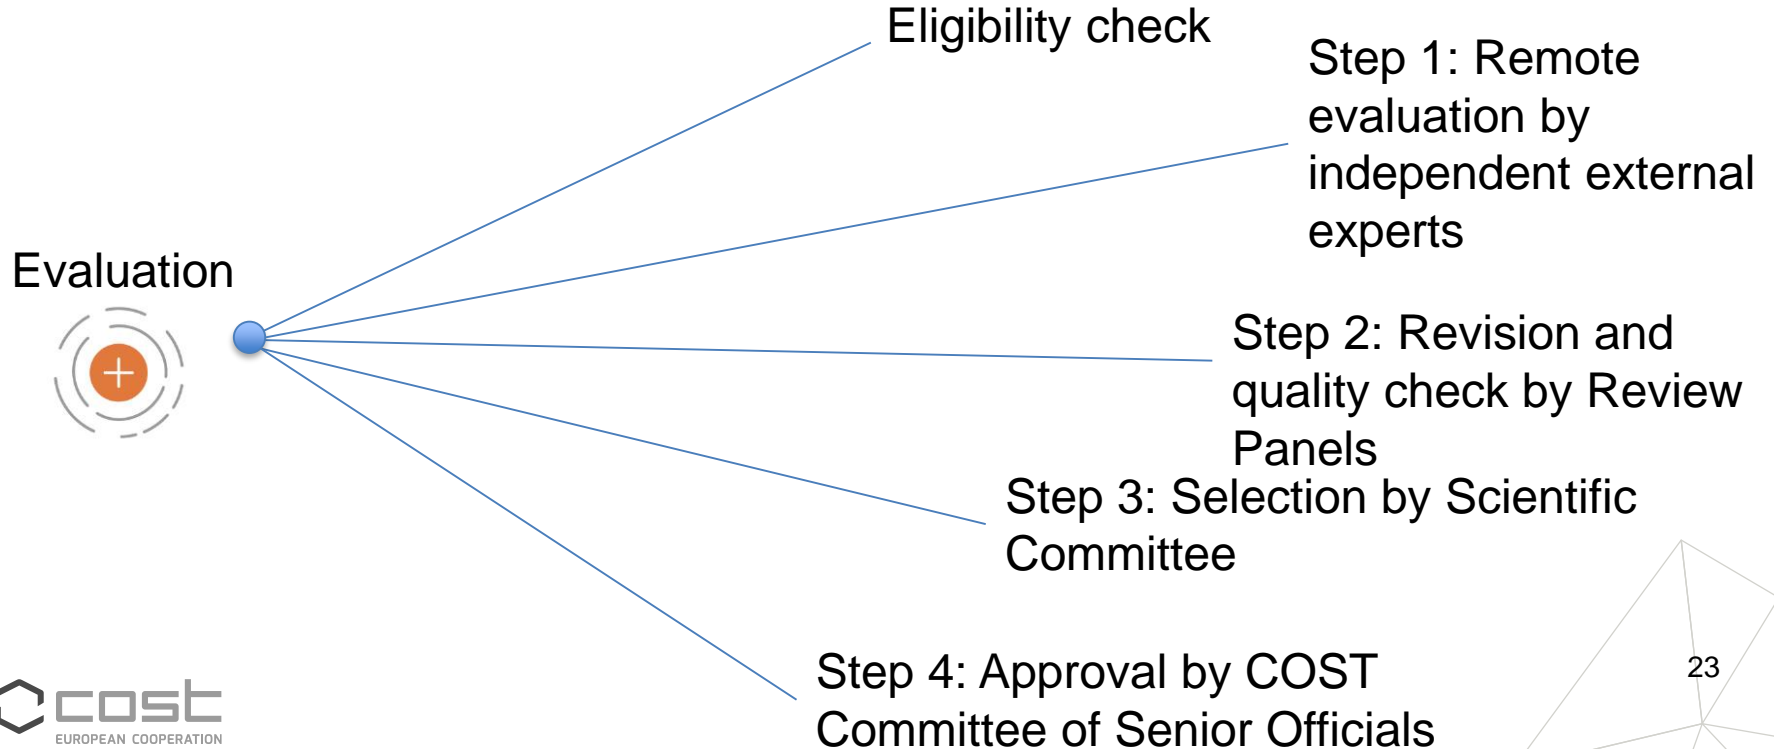 Eligibility check
Step 1: Remote
evaluation by
independent external
experts
Evaluation
Step 2: Revision and
quality check by Review
Panels
Step 3: Selection by Scientific
Committee
Step 4: Approval by COST
Committee of Senior Officials
23
cost
EUROPEAN COOPERATION